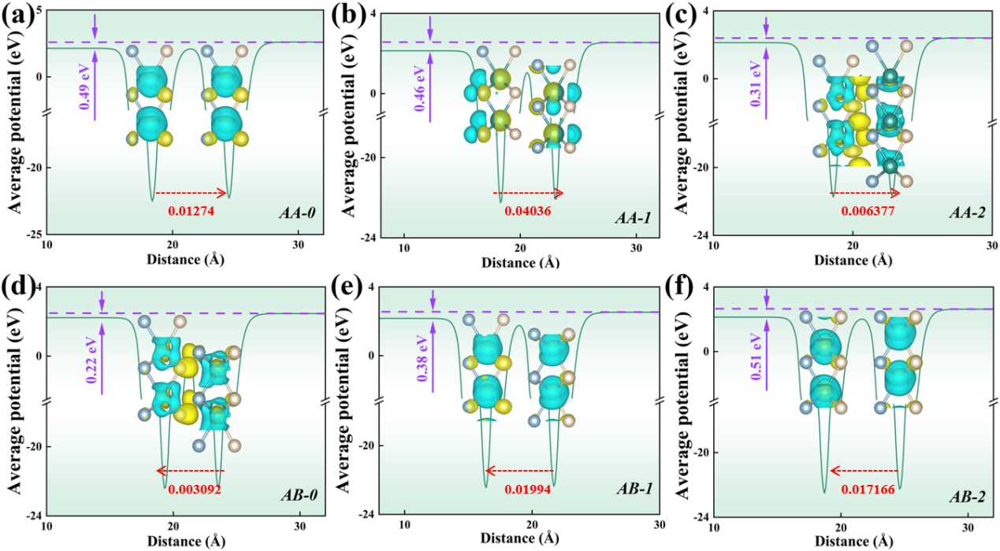 (a)
Average potential (eV)
5
0
-20
-25
0.49 eV
0.01274
AA-0
10
20
30
Distance (Å)
(b)
Average potential (eV)
4
0
-20
-24
0.46 eV
0.04036
AA-1
10
20
30
Distance (Å)
(c)
Average potential (eV)
4
0
-20
-24
0.31 eV
0.006377
AA-2
10
20
30
Distance (Å)
(d)
Average potential (eV)
4
0
-20
-24
0.22 eV
0.003092
AB-0
10
20
30
Distance (Å)
(e)
Average potential (eV)
4
0
-20
-24
0.38 eV
0.01994
AB-1
10
20
30
Distance (Å)
(f)
Average potential (eV)
4
0
-20
-24
0.51 eV
0.017166
AB-2
10
20
30
Distance (Å)